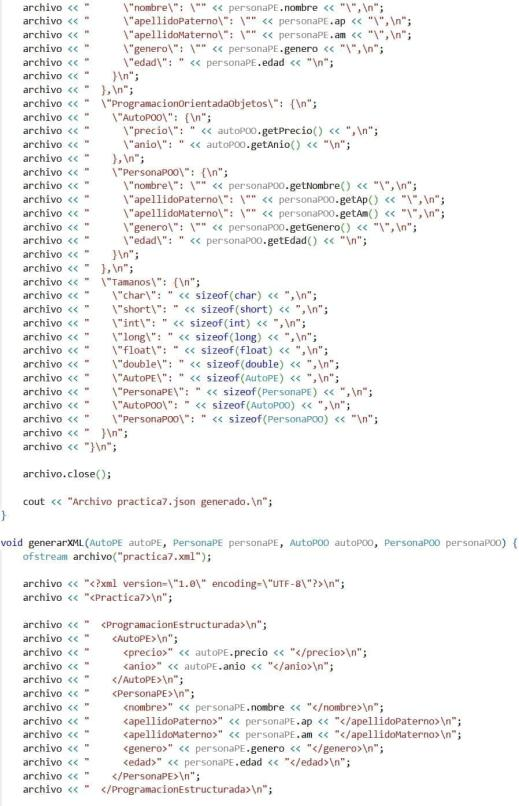 archivo << "      \"nombre\": \"" << personaPE.nombre << "\",\n";
archivo << "      \"apellidoPaterno\": \"" << personaPE.ap << "\",\n";
archivo << "      \"apellidoMaterno\": \"" << personaPE.am << "\",\n";
archivo << "      \"genero\": \"" << personaPE.genero << "\",\n";
archivo << "      \"edad\": " << personaPE.edad << "\n";
archivo << "    }\n";
archivo << "  },\n";
archivo << "  \"ProgramacionOrientadaObjetos\": {\n";
archivo << "    \"AutoPOO\": {\n";
archivo << "      \"precio\": " << autoPOO.getPrecio() << ",\n";
archivo << "      \"anio\": " << autoPOO.getAnio() << "\n";
archivo << "    },\n";
archivo << "    \"PersonaPOO\": {\n";
archivo << "      \"nombre\": \"" << personaPOO.getNombre() << "\",\n";
archivo << "      \"apellidoPaterno\": \"" << personaPOO.getAp() << "\",\n";
archivo << "      \"apellidoMaterno\": \"" << personaPOO.getAm() << "\",\n";
archivo << "      \"genero\": \"" << personaPOO.getGenero() << "\",\n";
archivo << "      \"edad\": " << personaPOO.getEdad() << "\n";
archivo << "    }\n";
archivo << "  },\n";
archivo << "  \"Tamanos\": {\n";
archivo << "    \"char\": " << sizeof(char) << ",\n";
archivo << "    \"short\": " << sizeof(short) << ",\n";
archivo << "    \"int\": " << sizeof(int) << ",\n";
archivo << "    \"long\": " << sizeof(long) << ",\n";
archivo << "    \"float\": " << sizeof(float) << ",\n";
archivo << "    \"double\": " << sizeof(double) << ",\n";
archivo << "    \"AutoPE\": " << sizeof(AutoPE) << ",\n";
archivo << "    \"PersonaPE\": " << sizeof(PersonaPE) << ",\n";
archivo << "    \"AutoPOO\": " << sizeof(AutoPOO) << ",\n";
archivo << "    \"PersonaPOO\": " << sizeof(PersonaPOO) << "\n";
archivo << "  }\n";
archivo << "}\n";
archivo.close();
cout << "Archivo practica7.json generado.\n";
}
void generarXML(AutoPE autoPE, PersonaPE personaPE, AutoPOO autoPOO, PersonaPOO personaPOO) {
ofstream archivo("practica7.xml");
archivo << "<?xml version=\"1.0\" encoding=\"UTF-8\"?>\n";
archivo << "<Practica7>\n";
archivo << "  <ProgramacionEstructurada>\n";
archivo << "    <AutoPE>\n";
archivo << "      <precio>" << autoPE.precio << "</precio>\n";
archivo << "      <anio>" << autoPE.anio << "</anio>\n";
archivo << "    </AutoPE>\n";
archivo << "    <PersonaPE>\n";
archivo << "      <nombre>" << personaPE.nombre << "</nombre>\n";
archivo << "      <apellidoPaterno>" << personaPE.ap << "</apellidoPaterno>\n";
archivo << "      <apellidoMaterno>" << personaPE.am << "</apellidoMaterno>\n";
archivo << "      <genero>" << personaPE.genero << "</genero>\n";
archivo << "      <edad>" << personaPE.edad << "</edad>\n";
archivo << "    </PersonaPE>\n";
archivo << "  </ProgramacionEstructurada>\n";